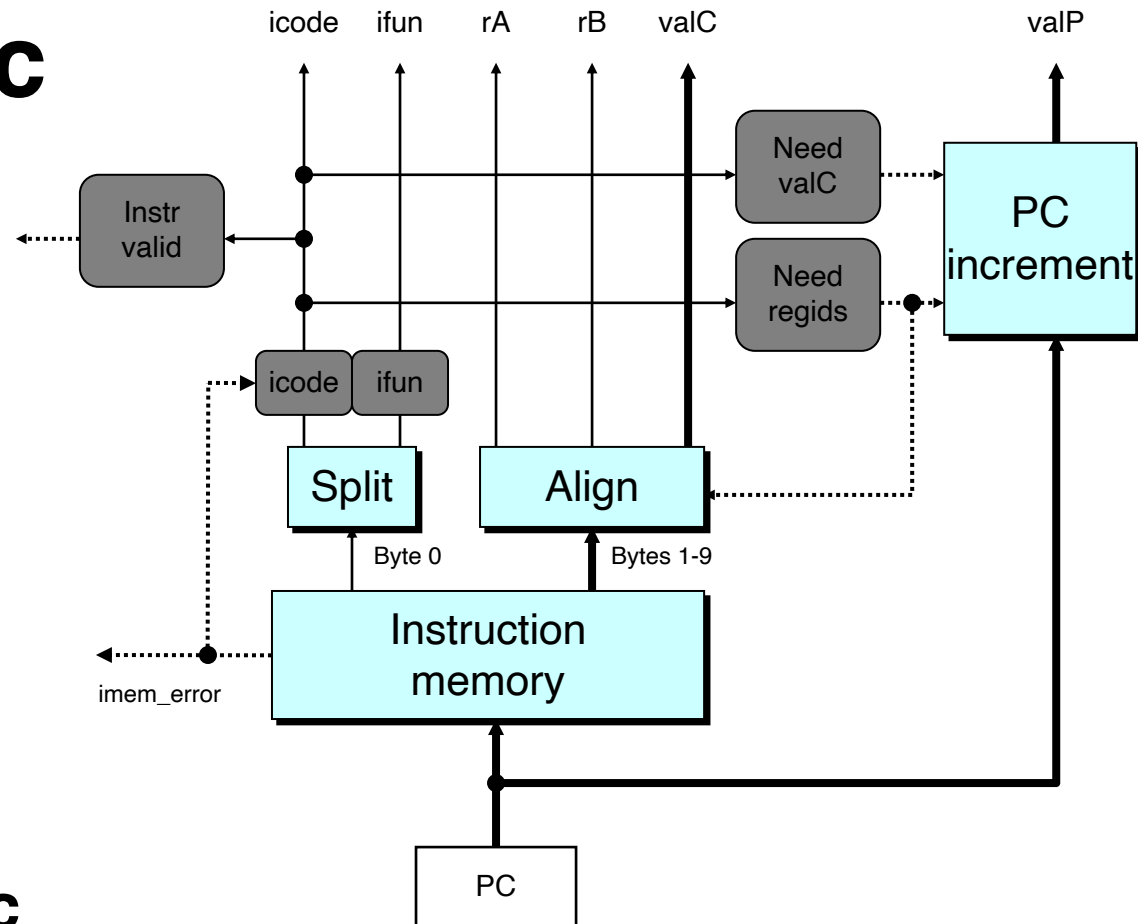 icode ifun rA rB valC valP
c
Need
valC
Instr
valid
PC
increment
Need
regids
icode ifun
Split
Align
Byte 0
Bytes 1-9
Instruction
memory
imem_error
PC
c